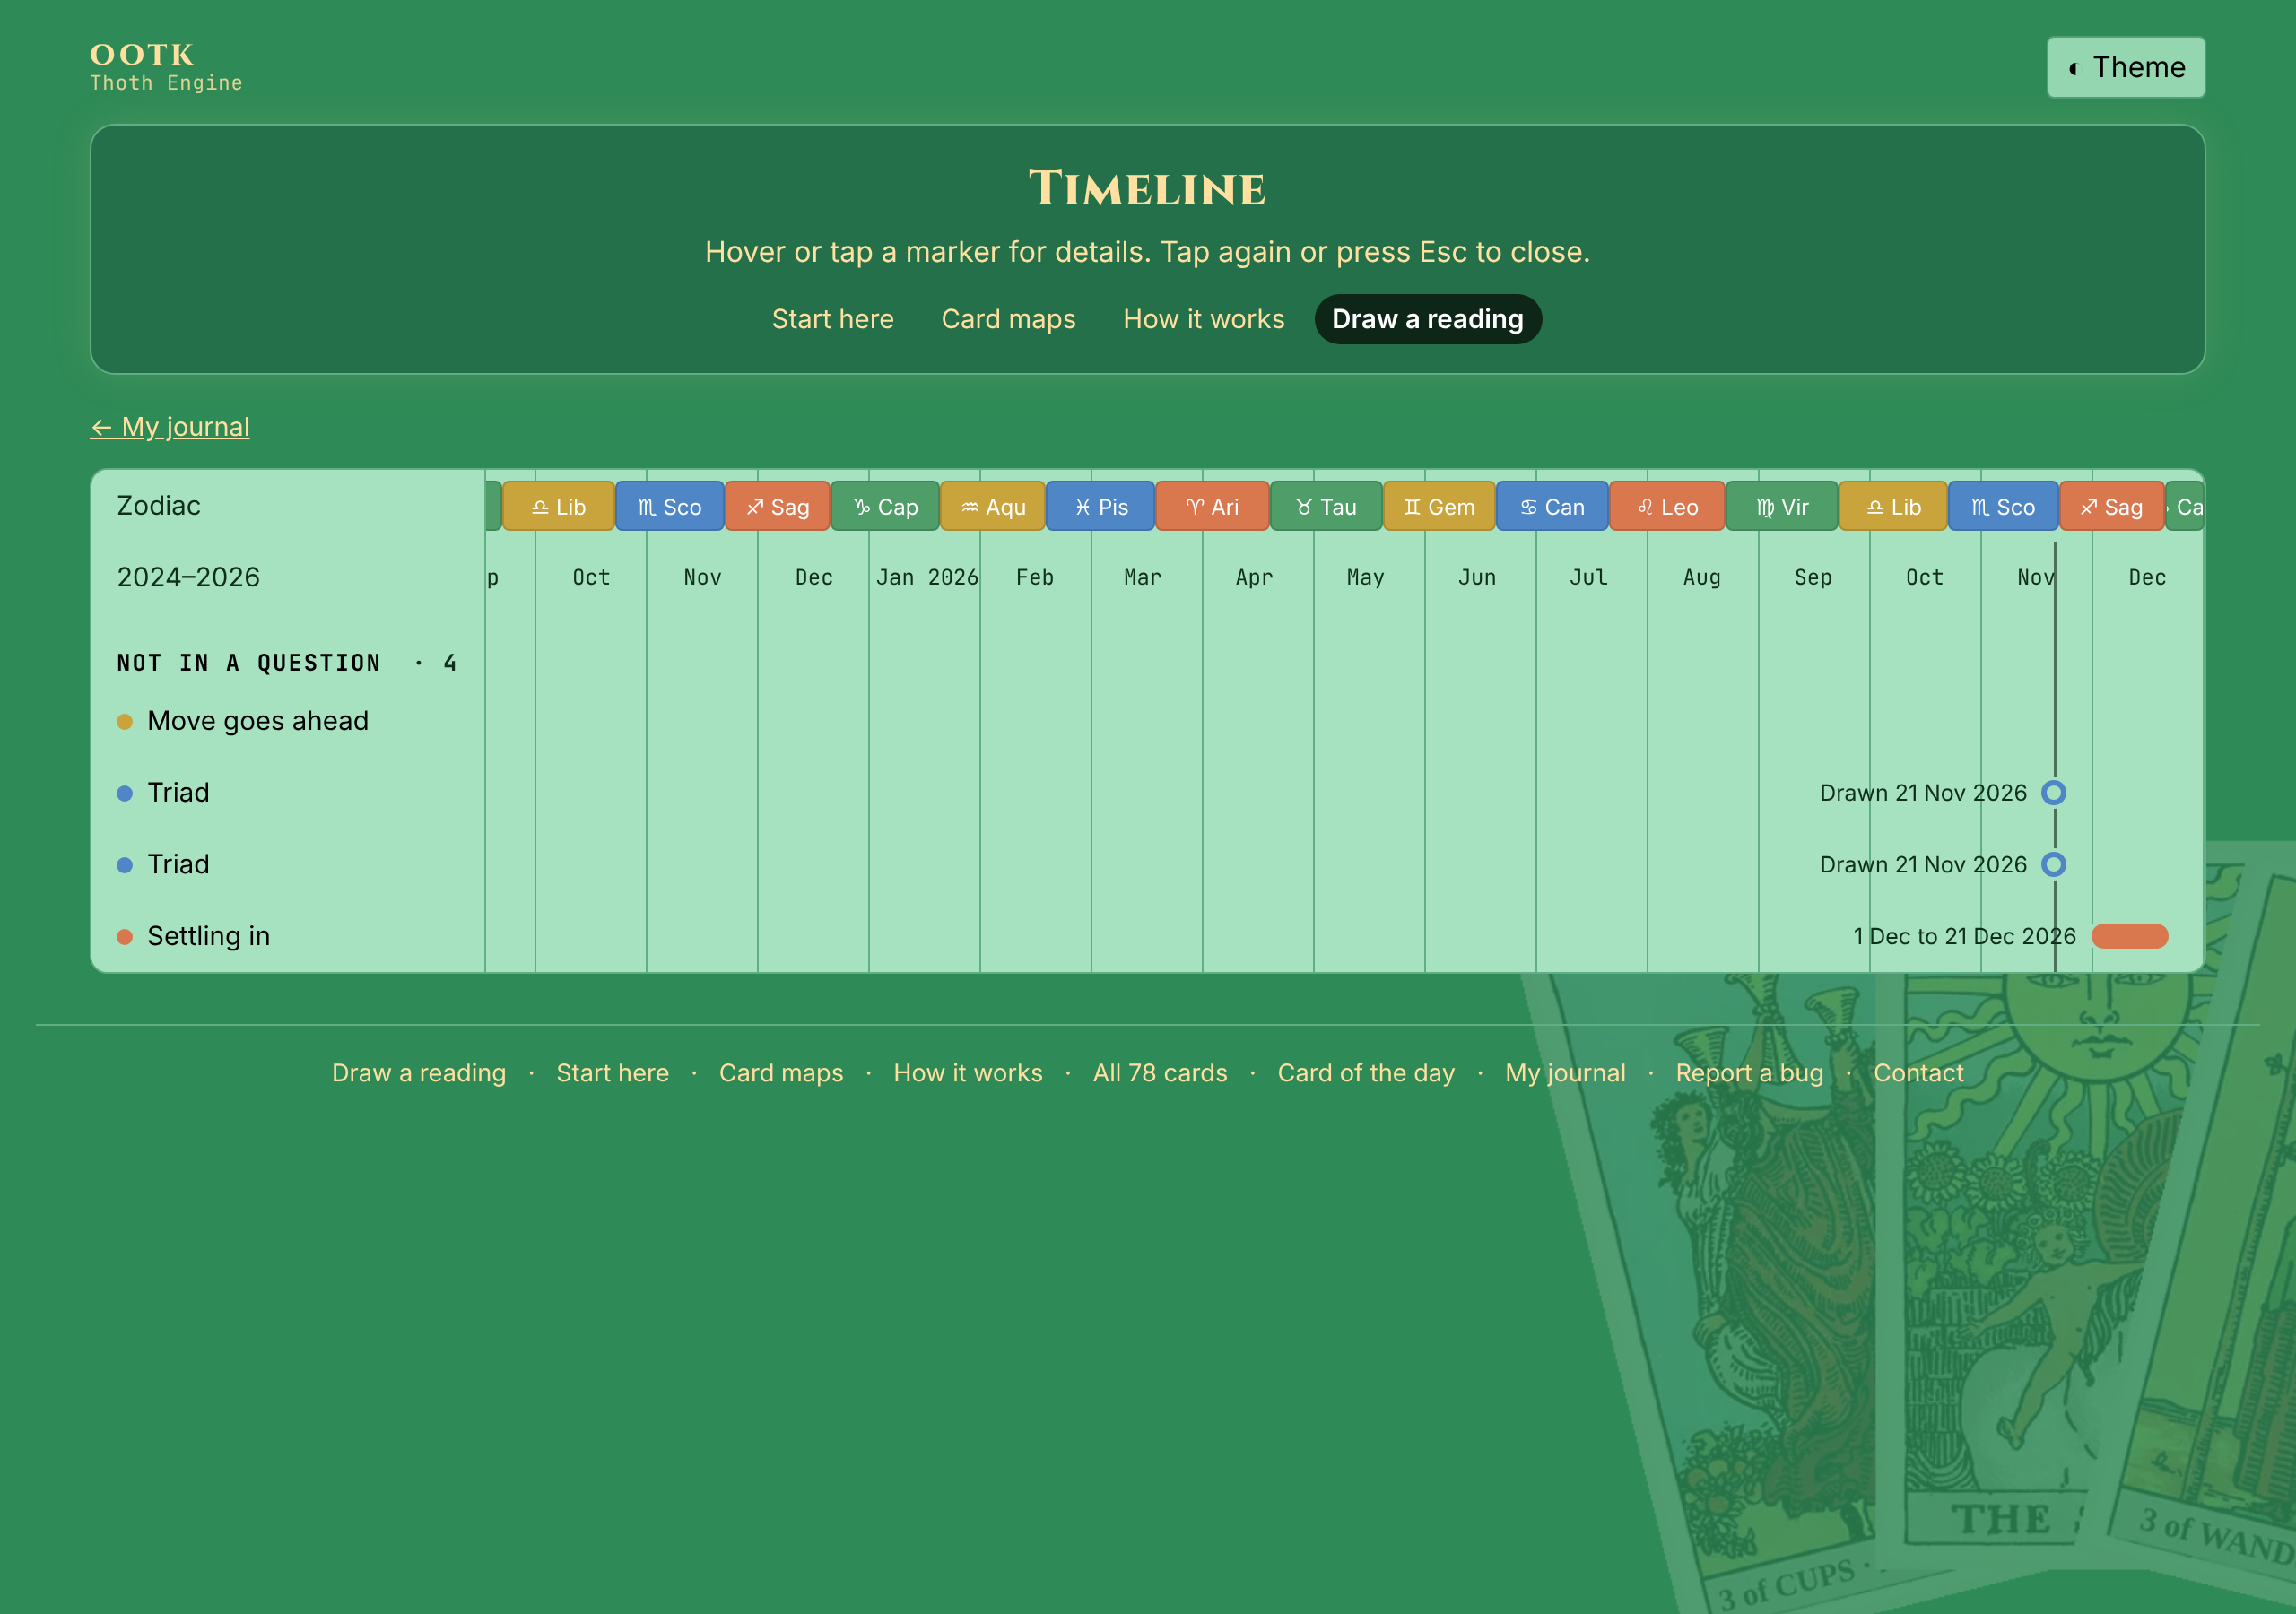 OOTK
Thoth Engine
◐ Theme
Timeline
Hover or tap a marker for details. Tap again or press Esc to close.
Start here Card maps How it works Draw a reading
← My journal
Zodiac ♎ Lib ♏ Sco ♐ Sag ♑ Cap ♒ Aqu ♓ Pis ♈ Ari ♉ Tau ♊ Gem ♋ Can ♌ Leo ♍ Vir ♎ Lib ♏ Sco ♐ Sag Ca
2024–2026 p Oct Nov Dec Jan 2026 Feb Mar Apr May Jun Jul Aug Sep Oct Nov Dec
NOT IN A QUESTION · 4
Move goes ahead
Triad Drawn 21 Nov 2026
Triad Drawn 21 Nov 2026
Settling in 1 Dec to 21 Dec 2026
Draw a reading · Start here · Card maps · How it works · All 78 cards · Card of the day · My journal · Report a bug · Contact
THE
3 of CUPS ·
3 of WAND